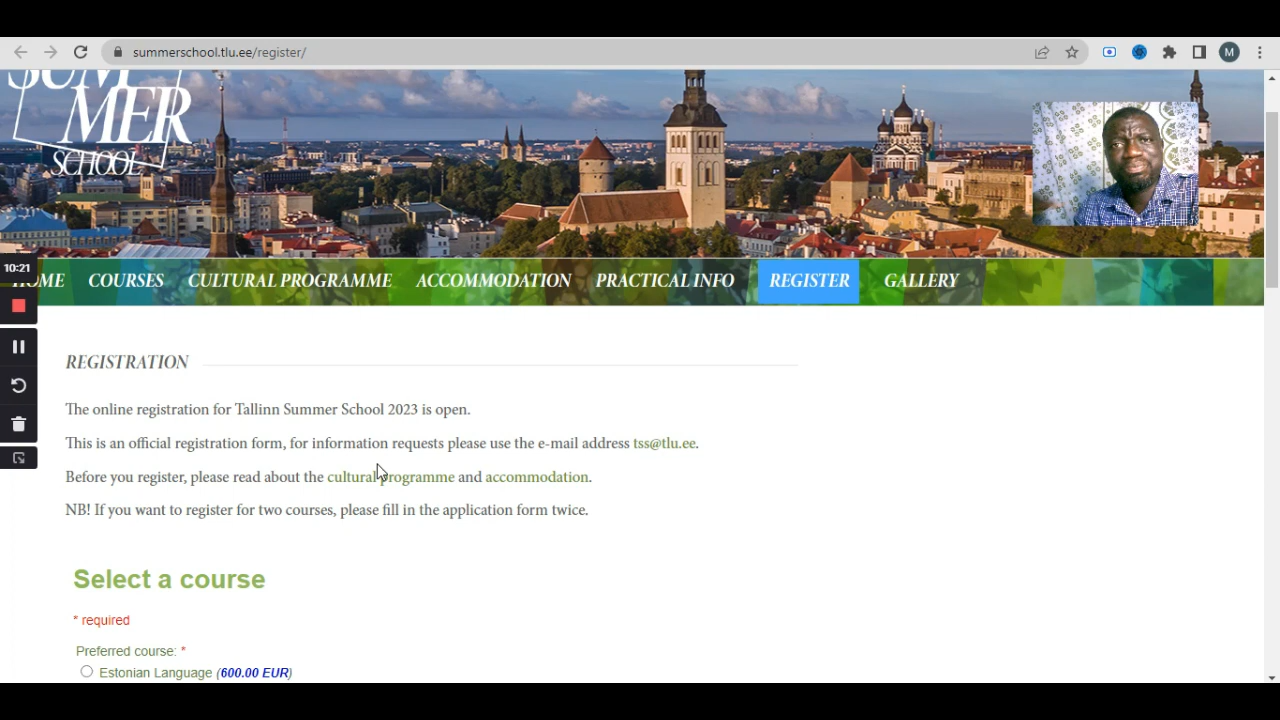 summerschool.tlu.ee/register/
M
SUM
MER
SCHOOL
10:21
OME
COURSES
CULTURAL PROGRAMME
ACCOMMODATION
PRACTICAL INFO
REGISTER
GALLERY
REGISTRATION
The online registration for Tallinn Summer School 2023 is open.
This is an official registration form, for information requests please use the e-mail address tss@tlu.ee.
Before you register, please read about the cultural programme and accommodation.
NB! If you want to register for two courses, please fill in the application form twice.
Select a course
* required
Preferred course: *
Estonian Language (600.00 EUR)